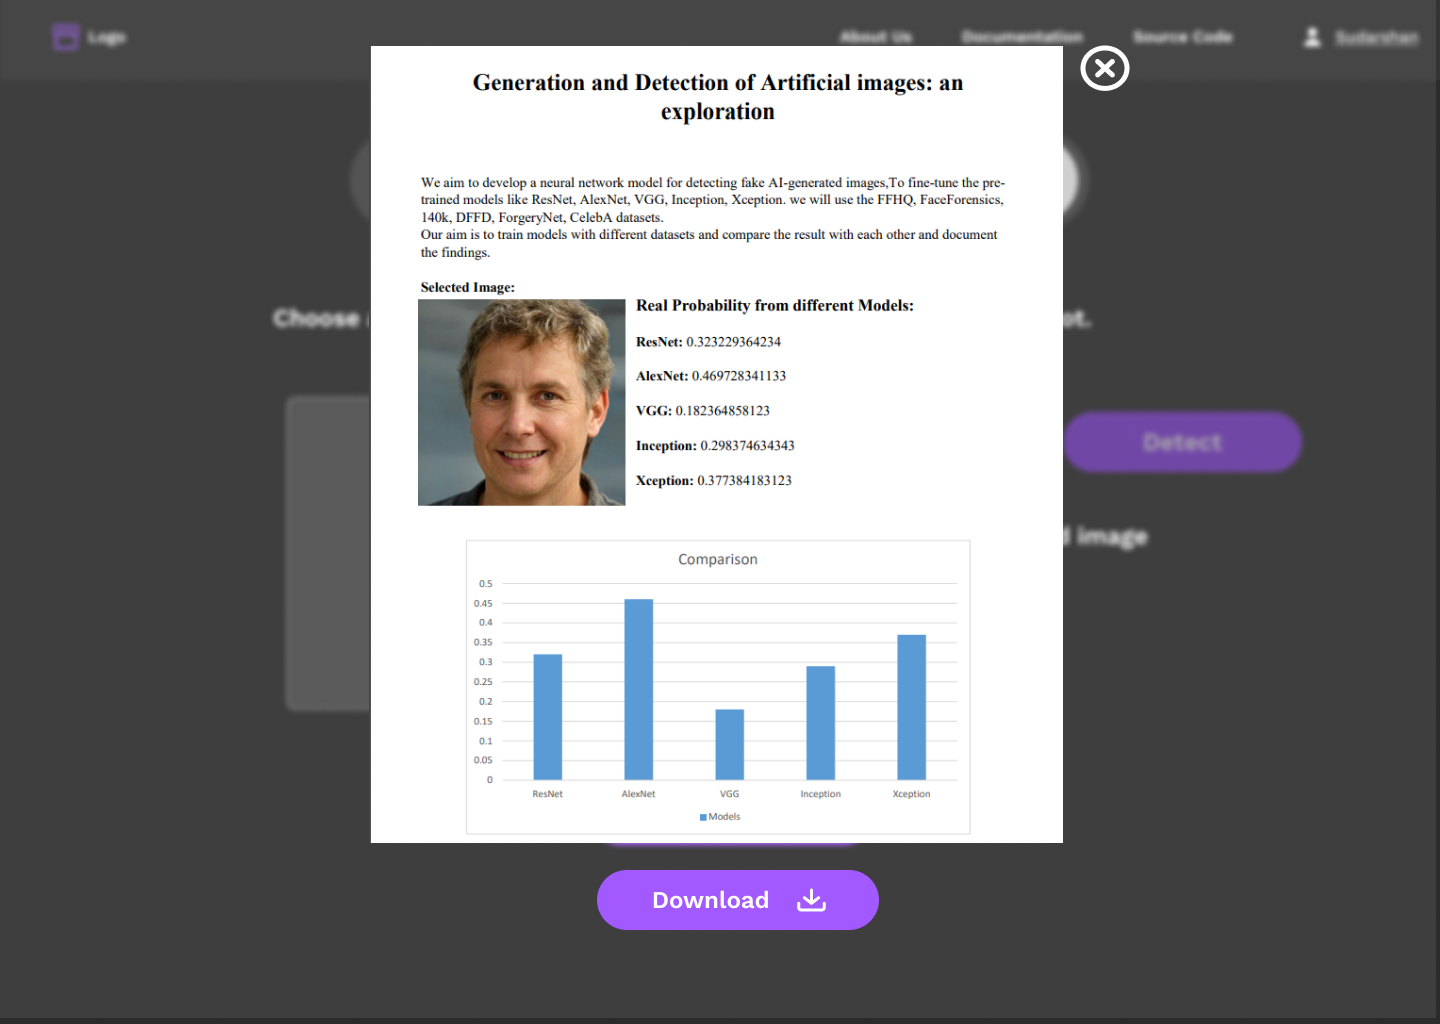 Logo
About Us
Documentation
Source Code
Sudarshan
Generation and Detection of Artificial images: an
exploration
We aim to develop a neural network model for detecting fake AI-generated images,To fine-tune the pre-
trained models like ResNet, AlexNet, VGG, Inception, Xception. we will use the FFHQ, FaceForensics,
140k, DFFD, ForgeryNet, CelebA datasets.
Our aim is to train models with different datasets and compare the result with each other and document
the findings.
Selected Image:
Real Probability from different Models:
ResNet: 0.323229364234
AlexNet: 0.469728341133
VGG: 0.182364858123
Inception: 0.298374634343
Xception: 0.377384183123
Choose
Detect
image
Comparison
0.5
0.45
0.4
0.35
0.3
0.25
0.2
0.15
0.1
0.05
0
ResNet
AlexNet
VGG
Inception
Xception
Models
Download